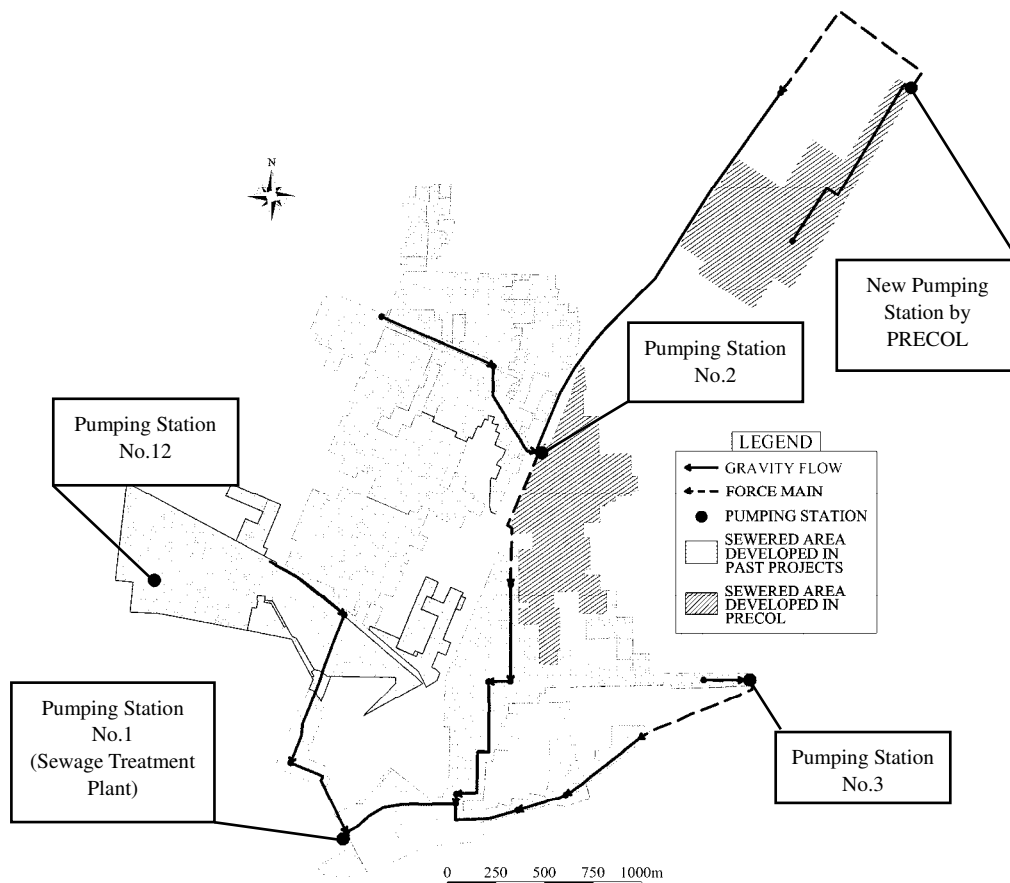 N
New Pumping
Station by
PRECOL
Pumping Station
No.2
Pumping Station
No.12
LEGEND
GRAVITY FLOW
FORCE MAIN
PUMPING STATION
SEWERED AREA
DEVELOPED IN
PAST PROJECTS
SEWERED AREA
DEVELOPED IN
PRECOL
Pumping Station
No.1
(Sewage Treatment
Plant)
Pumping Station
No.3
0 250 500 750 1000m